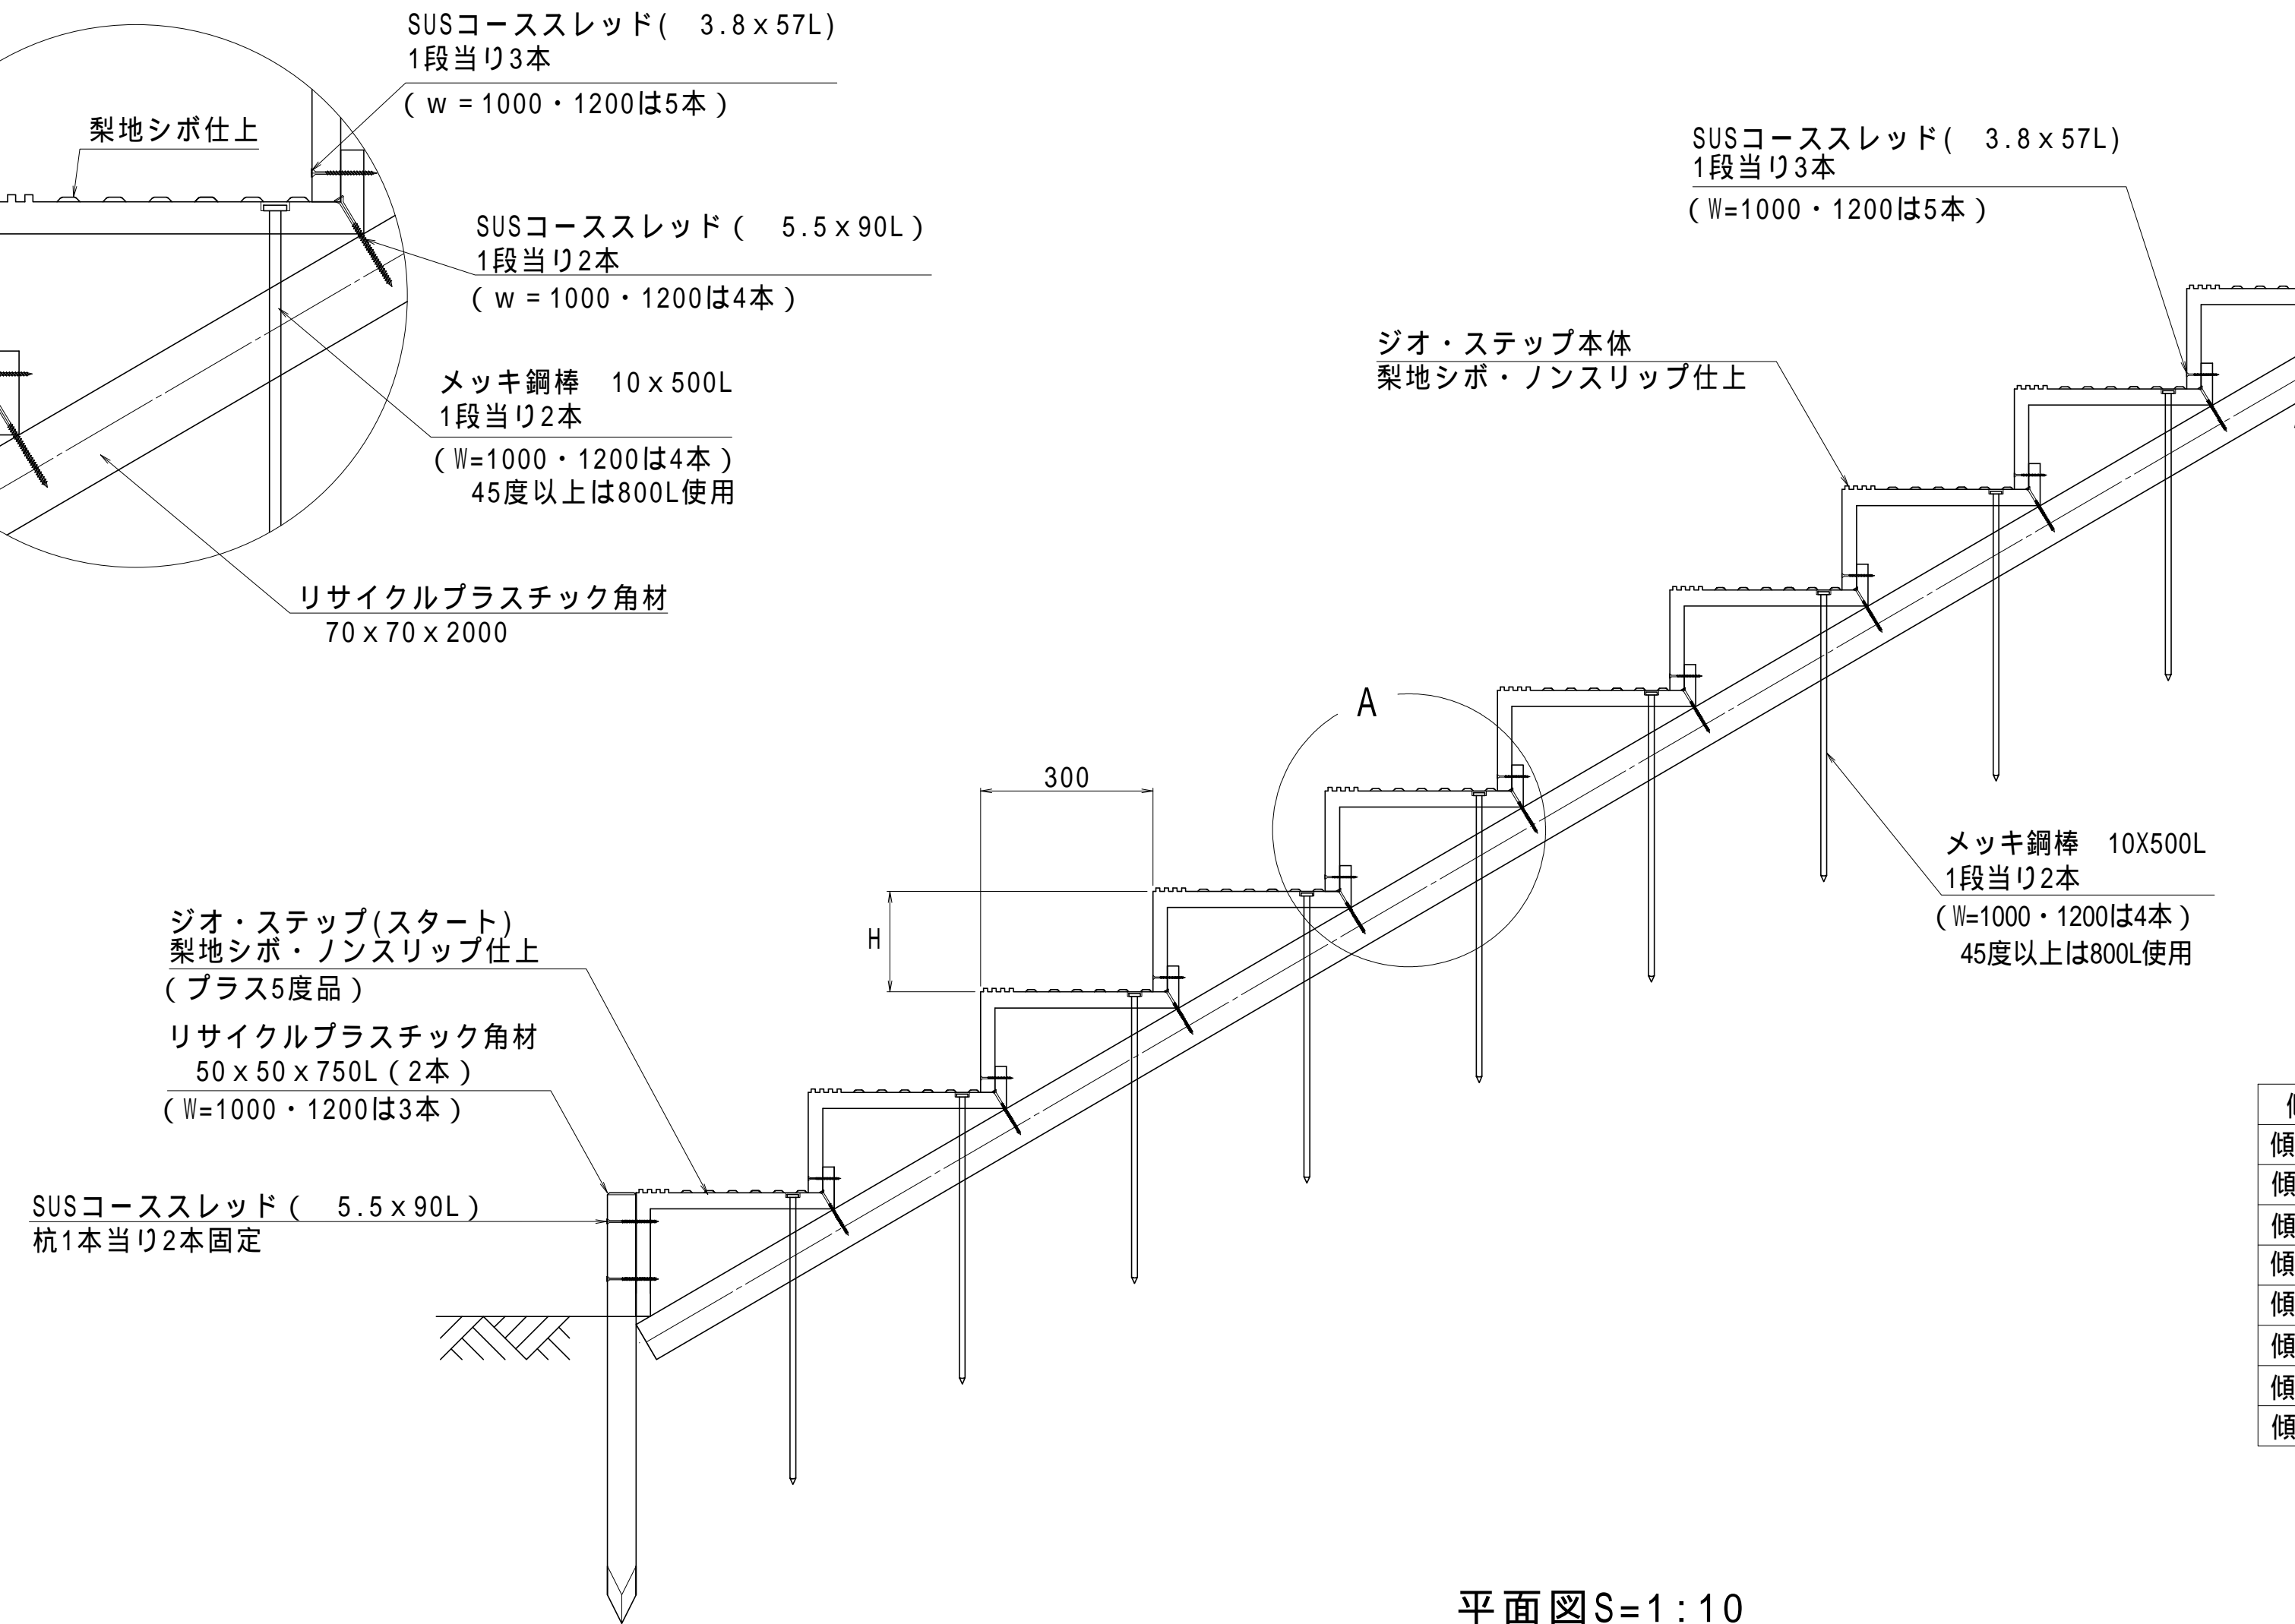 SUSコーススレッド(　3.8ｘ57L)
1段当り3本
（ｗ＝1000・1200は5本）
梨地シボ仕上
SUSコーススレッド（　5.5ｘ90L）
1段当り2本
（ｗ＝1000・1200は4本）
メッキ鋼棒　10ｘ500L
1段当り2本
（W=1000・1200は4本）
45度以上は800L使用
リサイクルプラスチック角材
70ｘ70ｘ2000
SUSコーススレッド(　3.8ｘ57L)
1段当り3本
（W=1000・1200は5本）
ジオ・ステップ本体
梨地シボ・ノンスリップ仕上
A
300
H
メッキ鋼棒　10X500L
1段当り2本
（W=1000・1200は4本）
45度以上は800L使用
ジオ・ステップ(スタート)
梨地シボ・ノンスリップ仕上
（プラス5度品）
リサイクルプラスチック角材
50ｘ50ｘ750L（2本）
（W=1000・1200は3本）
SUSコーススレッド（　5.5ｘ90L）
杭1本当り2本固定
傾
傾
傾
傾
傾
傾
傾
傾
平面図S=1:10